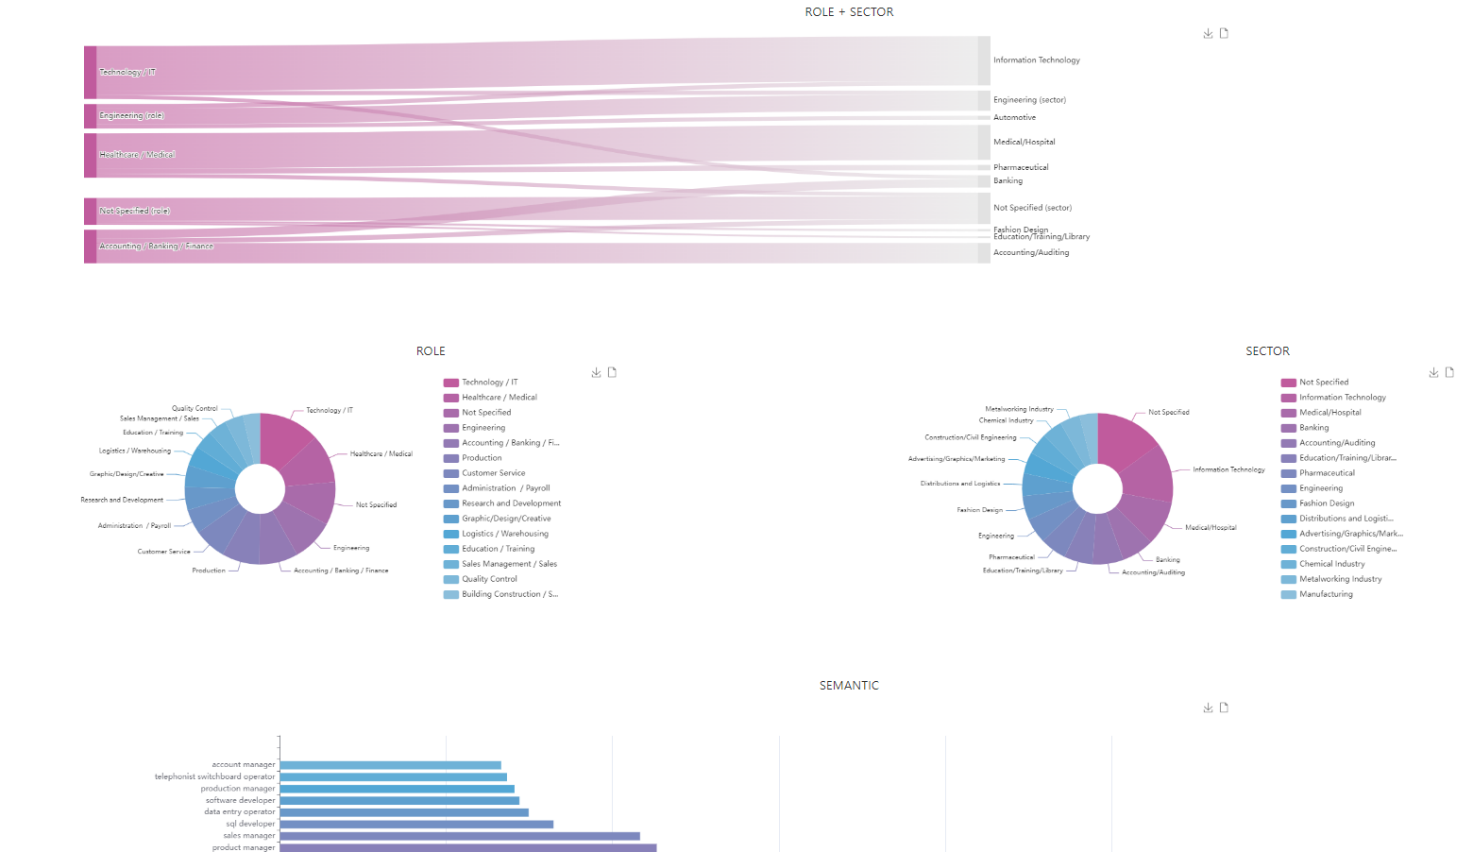 ROLE + SECTOR
Technology / IT
Engineering (role)
Healthcare / Medical
Not Specified (role)
Accounting / Banking / Finance
Information Technology
Engineering (sector)
Automotive
Medical/Hospital
Pharmaceutical
Banking
Not Specified (sector)
Fashion Design
Education/Training/Library
Accounting/Auditing
ROLE
Quality Control
Sales Management / Sales
Education / Training
Logistics / Warehousing
Graphic/Design/Creative
Research and Development
Administration / Payroll
Customer Service
Production
Technology / IT
Healthcare / Medical
Not Specified
Engineering
Accounting / Banking / Finance
Technology / IT
Healthcare / Medical
Not Specified
Engineering
Accounting / Banking / Fi...
Production
Customer Service
Administration / Payroll
Research and Development
Graphic/Design/Creative
Logistics / Warehousing
Education / Training
Sales Management / Sales
Quality Control
Building Construction / S...
SECTOR
Metalworking Industry
Chemical Industry
Construction/Civil Engineering
Advertising/Graphics/Marketing
Distributions and Logistics
Fashion Design
Engineering
Pharmaceutical
Education/Training/Library
Not Specified
Information Technology
Medical/Hospital
Banking
Accounting/Auditing
Not Specified
Information Technology
Medical/Hospital
Banking
Accounting/Auditing
Education/Training/Librar...
Pharmaceutical
Engineering
Fashion Design
Distributions and Logisti...
Advertising/Graphics/Mark...
Construction/Civil Engine...
Chemical Industry
Metalworking Industry
Manufacturing
SEMANTIC
account manager
telephonist switchboard operator
production manager
software developer
data entry operator
sql developer
sales manager
product manager